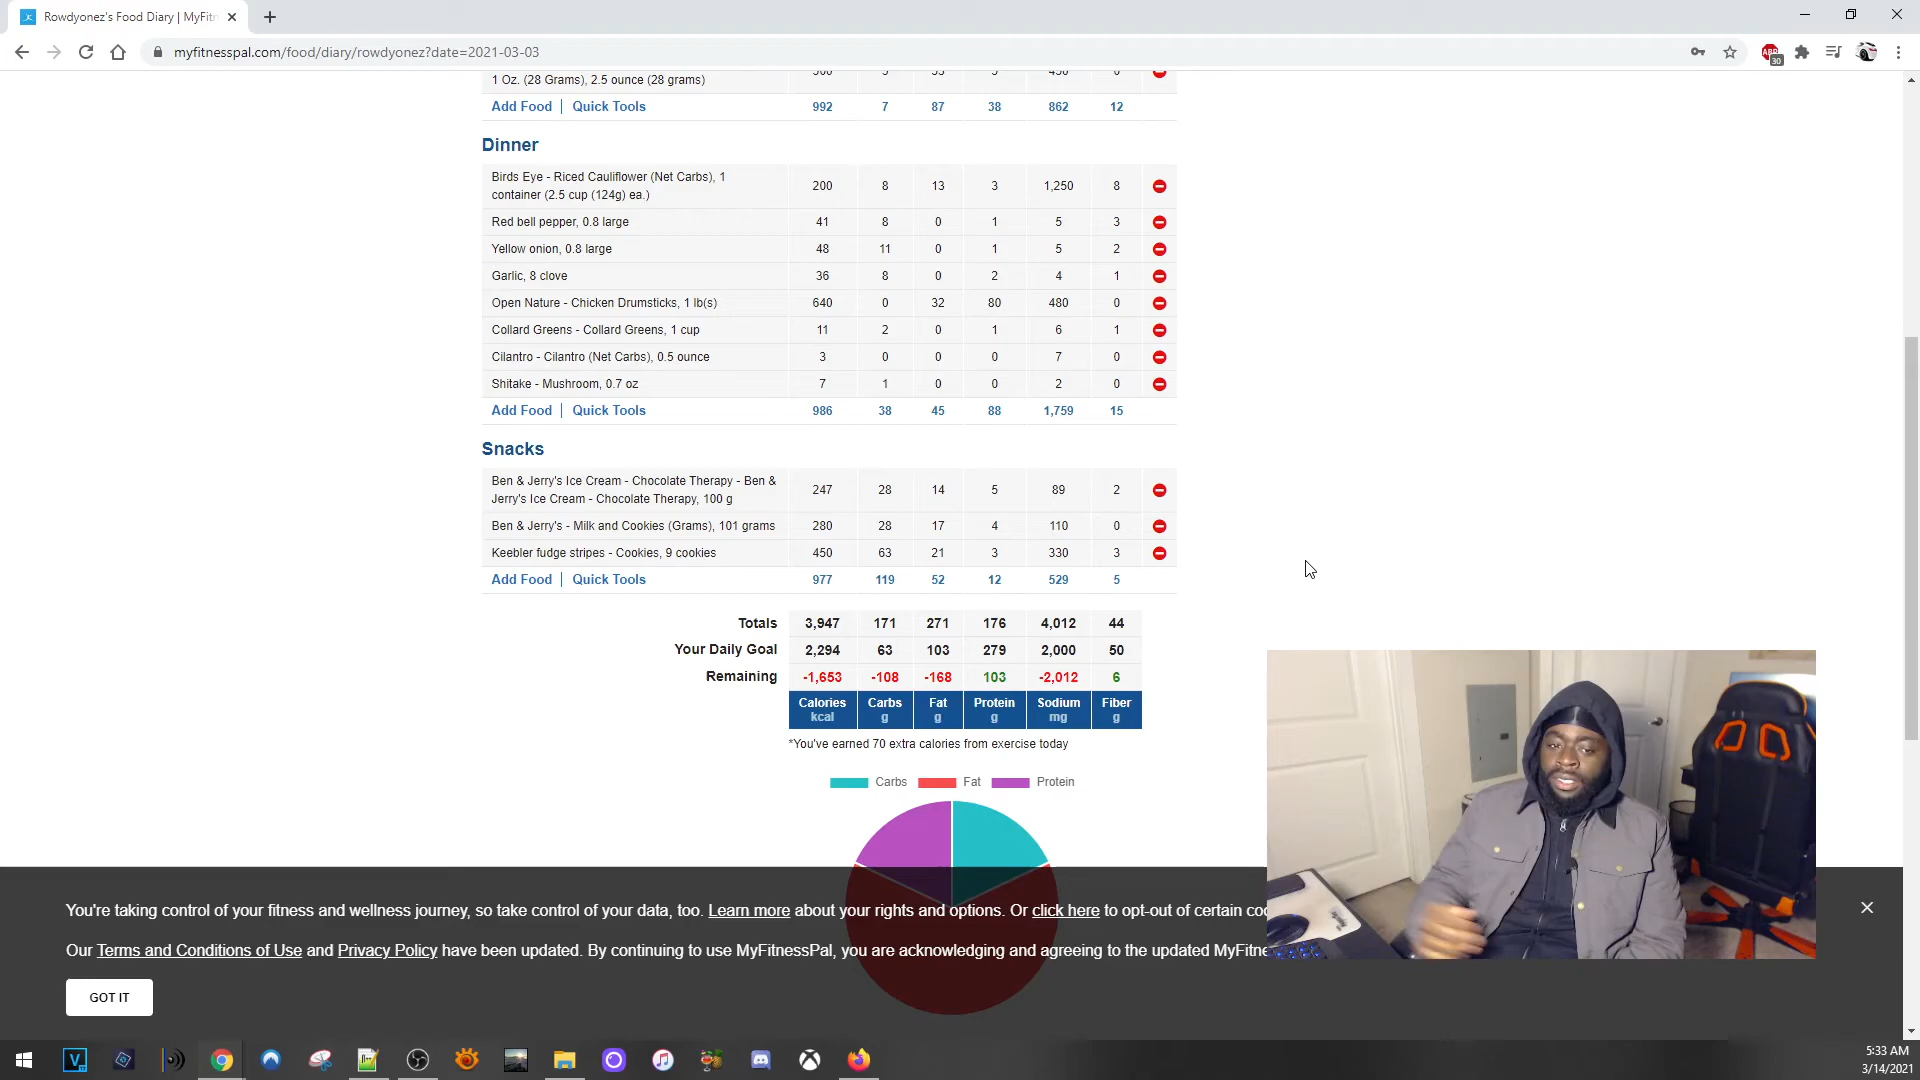 Rowdyonez's Food Diary | MyFitn
myfitnesspal.com/food/diary/rowdyonez?date=2021-03-03
ABP
30
1 Oz. (28 Grams), 2.5 ounce (28 grams)
Add Food | Quick Tools 992 7 87 38 862 12
Dinner
Birds Eye - Riced Cauliflower (Net Carbs), 1
container (2.5 cup (124g) ea.)
200 8 13 3 1,250 8
Red bell pepper, 0.8 large 41 8 0 1 5 3
Yellow onion, 0.8 large 48 11 0 1 5 2
Garlic, 8 clove 36 8 0 2 4 1
Open Nature - Chicken Drumsticks, 1 lb(s) 640 0 32 80 480 0
Collard Greens - Collard Greens, 1 cup 11 2 0 1 6 1
Cilantro - Cilantro (Net Carbs), 0.5 ounce 3 0 0 0 7 0
Shitake - Mushroom, 0.7 oz 7 1 0 0 2 0
Add Food | Quick Tools 986 38 45 88 1,759 15
Snacks
Ben & Jerry's Ice Cream - Chocolate Therapy - Ben &
Jerry's Ice Cream - Chocolate Therapy, 100 g
247 28 14 5 89 2
Ben & Jerry's - Milk and Cookies (Grams), 101 grams 280 28 17 4 110 0
Keebler fudge stripes - Cookies, 9 cookies 450 63 21 3 330 3
Add Food | Quick Tools 977 119 52 12 529 5
Totals 3,947 171 271 176 4,012 44
Your Daily Goal 2,294 63 103 279 2,000 50
Remaining -1,653 -108 -168 103 -2,012 6
Calories Carbs Fat Protein Sodium Fiber
kcal g g g mg g
*You've earned 70 extra calories from exercise today
Carbs Fat Protein
You're taking control of your fitness and wellness journey, so take control of your data, too. Learn more about your rights and options. Or click here to opt-out of certain coo
Our Terms and Conditions of Use and Privacy Policy have been updated. By continuing to use MyFitnessPal, you are acknowledging and agreeing to the updated MyFitne
GOT IT
5:33 AM
3/14/2021